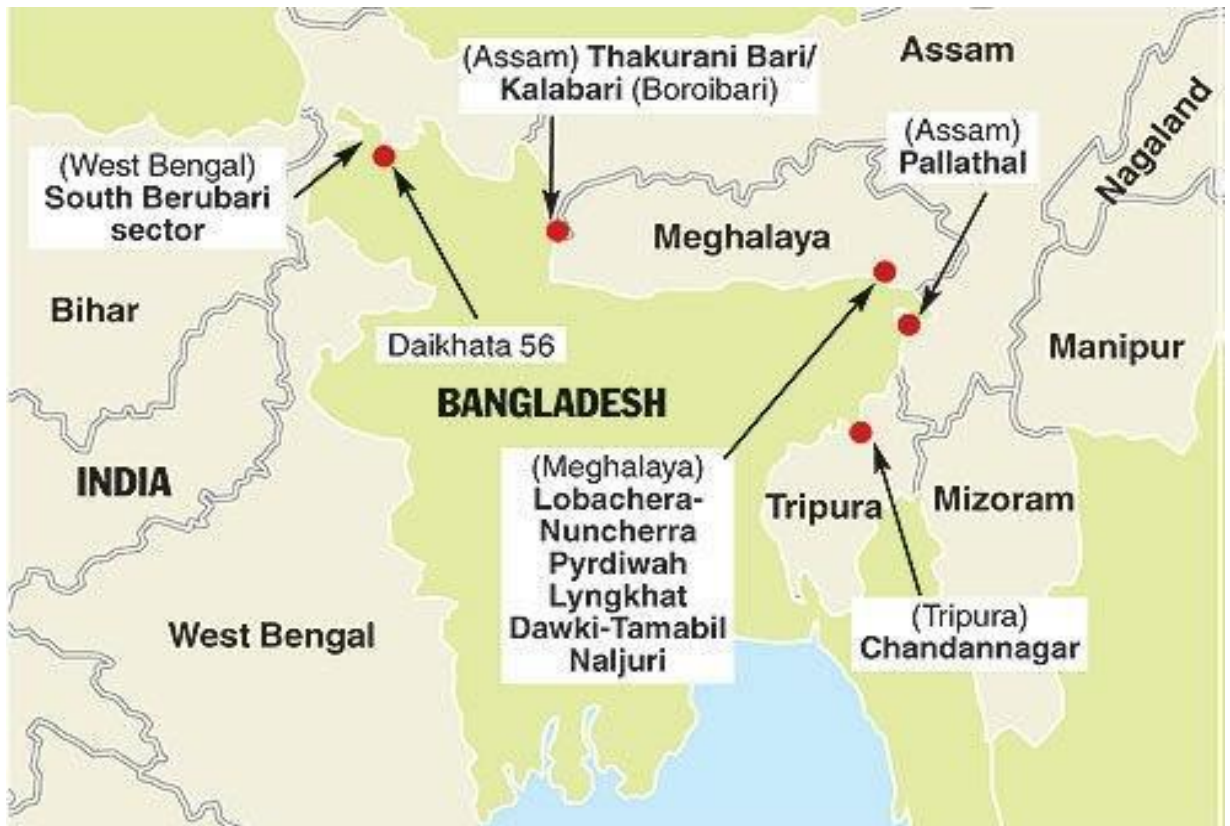 (Assam) Thakurani Bari/
Kalabari (Boroibari)
Assam
(Assam)
Pallathal
Nagaland
(West Bengal)
South Berubari
sector
Meghalaya
Bihar
Daikhata 56
Manipur
BANGLADESH
INDIA
(Meghalaya)
Lobachera-
Nuncherra
Pyrdiwah
Lyngkhat
Dawki-Tamabil
Naljuri
Tripura
Mizoram
West Bengal
(Tripura)
Chandannagar